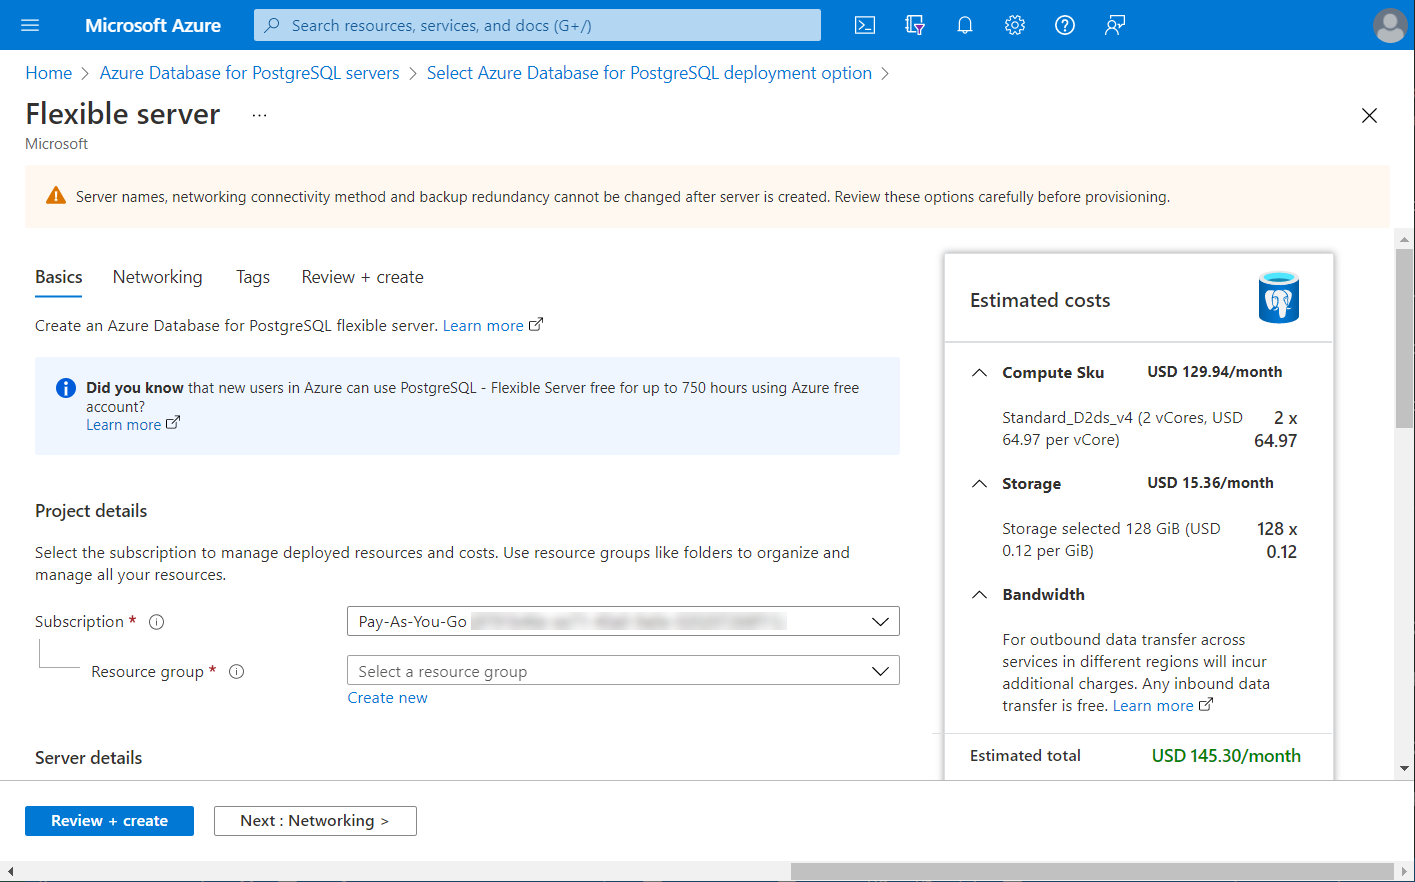 Microsoft Azure
Search resources, services, and docs (G+/)
Home > Azure Database for PostgreSQL servers > Select Azure Database for PostgreSQL deployment option >
Flexible server ...
Microsoft
Server names, networking connectivity method and backup redundancy cannot be changed after server is created. Review these options carefully before provisioning.
Basics Networking Tags Review + create
Create an Azure Database for PostgreSQL flexible server. Learn more
Did you know that new users in Azure can use PostgreSQL - Flexible Server free for up to 750 hours using Azure free
account?
Learn more
Project details
Select the subscription to manage deployed resources and costs. Use resource groups like folders to organize and
manage all your resources.
Subscription *
Pay-As-You-Go
Resource group *
Select a resource group
Create new
Server details
Estimated costs
Compute Sku USD 129.94/month
Standard_D2ds_v4 (2 vCores, USD 2 x
64.97 per vCore) 64.97
Storage USD 15.36/month
Storage selected 128 GiB (USD 128 x
0.12 per GiB) 0.12
Bandwidth
For outbound data transfer across
services in different regions will incur
additional charges. Any inbound data
transfer is free. Learn more
Estimated total USD 145.30/month
Review + create
Next : Networking >